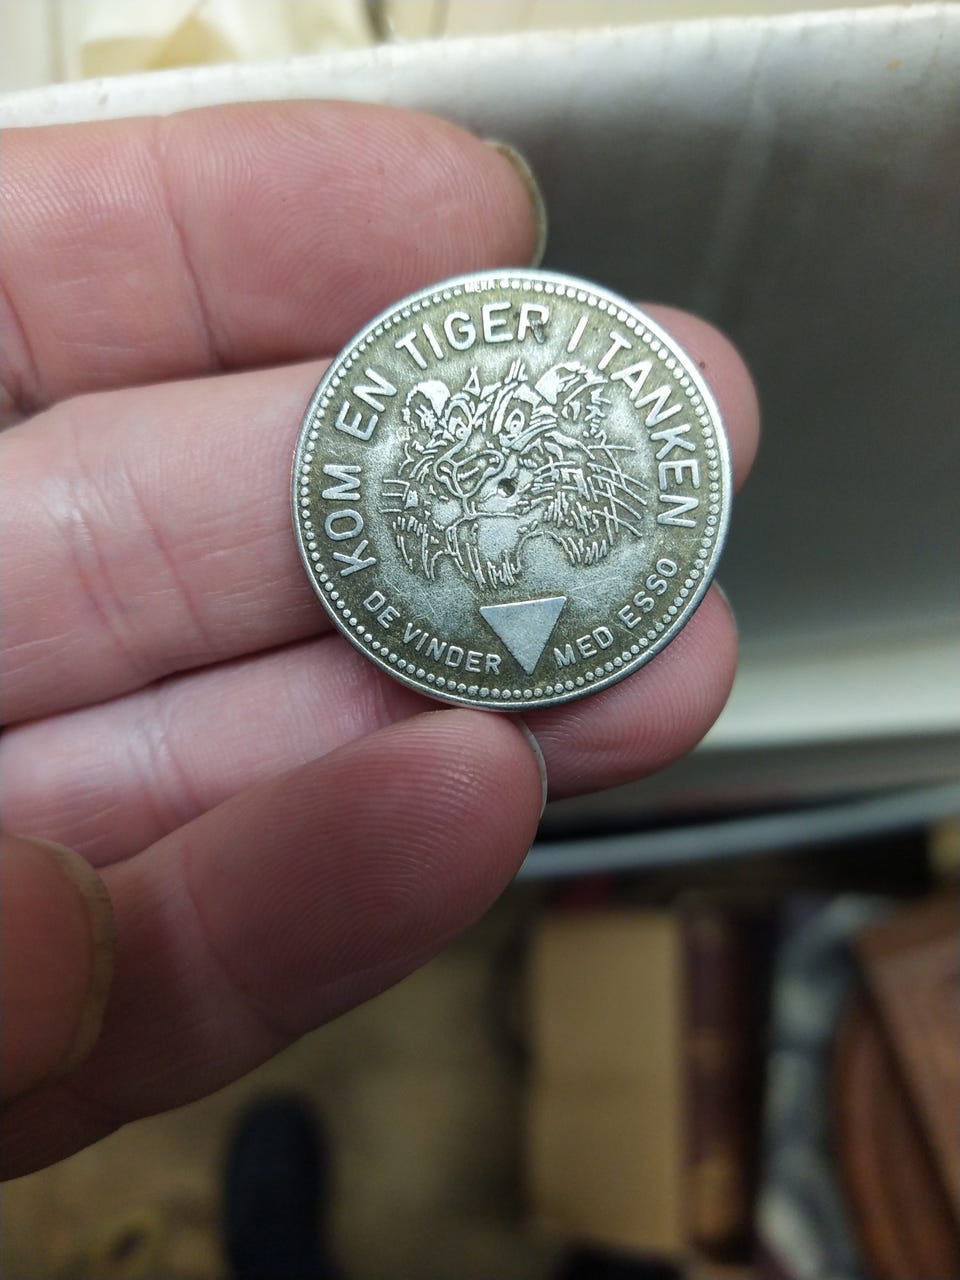 KOM EN TIGER I TANKEN
DE VINDER MED ESSO